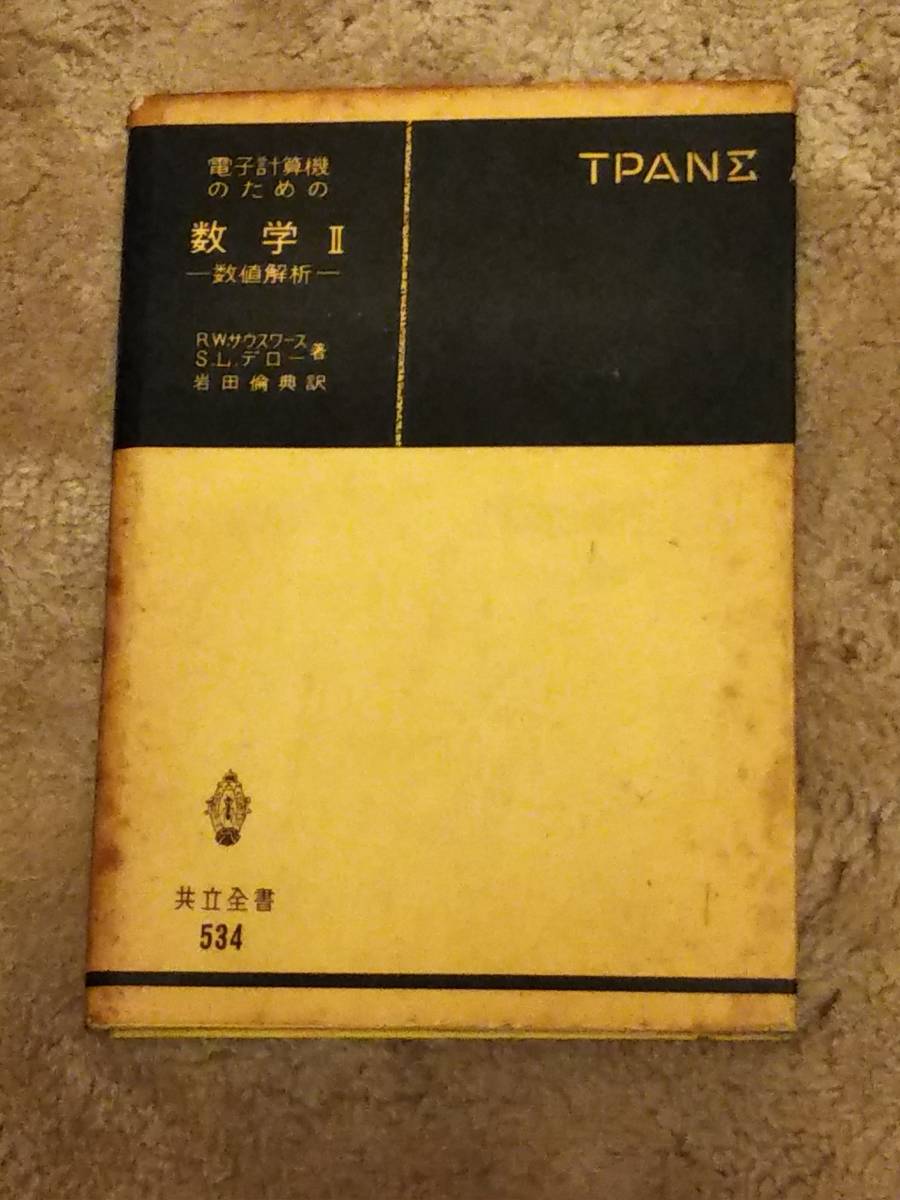 電子計算機
のための
数学 Ⅱ
―数値解析―
R.W.サウスワース
S.L.デロー 著
岩田倫典訳
TPANΣ
共立全書
534